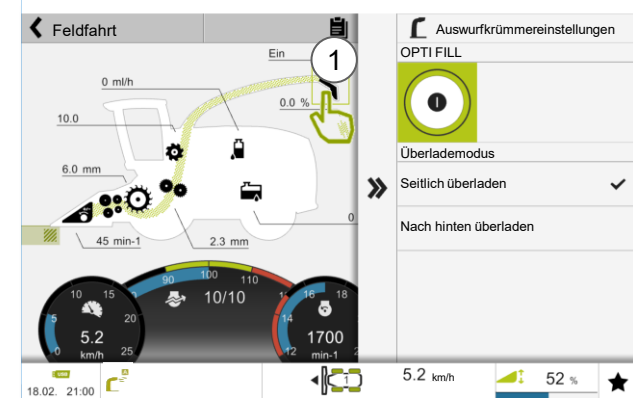 Feldfahrt
Auswurfkrümmereinstellungen
OPTI FILL
Ein
1
0 ml/h
0.0 %
10.0
6.0 mm
Überlademodus
Seitlich überladen
Nach hinten überladen
0
45 min-1
2.3 mm
90 100 110
10/10
5 10 15 20 25 0
5.2
km/h
12 14 16 18 2
1700
min-1
USB
A
1
5.2 km/h
52 %
18.02. 21:00